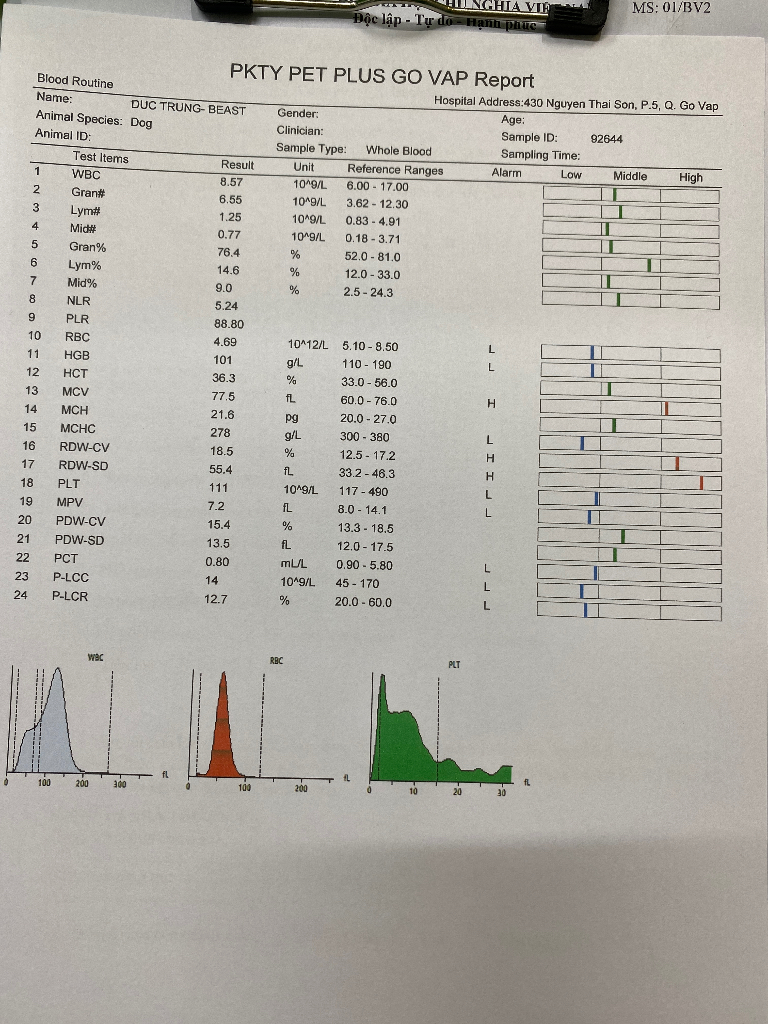 NGHĨA VIỆ
MS: 01/BV2
Độc lập - Tự do - Hạnh phúc
PKTY PET PLUS GO VAP Report
Blood Routine
Hospital Address:430 Nguyen Thai Son, P.5, Q. Go Vap
Name: DUC TRUNG- BEAST Gender: Age:
Animal Species: Dog Clinician: Sample ID: 92644
Animal ID: Sample Type: Whole Blood Sampling Time:
Test Items Result Unit Reference Ranges Alarm Low Middle High
1 WBC 8.57 10^9/L 6.00 - 17.00
2 Gran# 6.55 10^9/L 3.62 - 12.30
3 Lym# 1.25 10^9/L 0.83 - 4.91
4 Mid# 0.77 10^9/L 0.18 - 3.71
5 Gran% 76.4 % 52.0 - 81.0
6 Lym% 14.6 % 12.0 - 33.0
7 Mid% 9.0 % 2.5 - 24.3
8 NLR 5.24
9 PLR 88.80
10 RBC 4.69 10^12/L 5.10 - 8.50 L
11 HGB 101 g/L 110 - 190 L
12 HCT 36.3 % 33.0 - 56.0
13 MCV 77.5 fL 60.0 - 76.0 H
14 MCH 21.6 pg 20.0 - 27.0
15 MCHC 278 g/L 300 - 380 L
16 RDW-CV 18.5 % 12.5 - 17.2 H
17 RDW-SD 55.4 fL 33.2 - 46.3 H
18 PLT 111 10^9/L 117 - 490 L
19 MPV 7.2 fL 8.0 - 14.1 L
20 PDW-CV 15.4 % 13.3 - 18.5
21 PDW-SD 13.5 fL 12.0 - 17.5
22 PCT 0.80 mL/L 0.90 - 5.80 L
23 P-LCC 14 10^9/L 45 - 170 L
24 P-LCR 12.7 % 20.0 - 60.0 L
WBC RBC PLT
0 100 200 300 fL
0 100 200 fL
0 10 20 30 fL